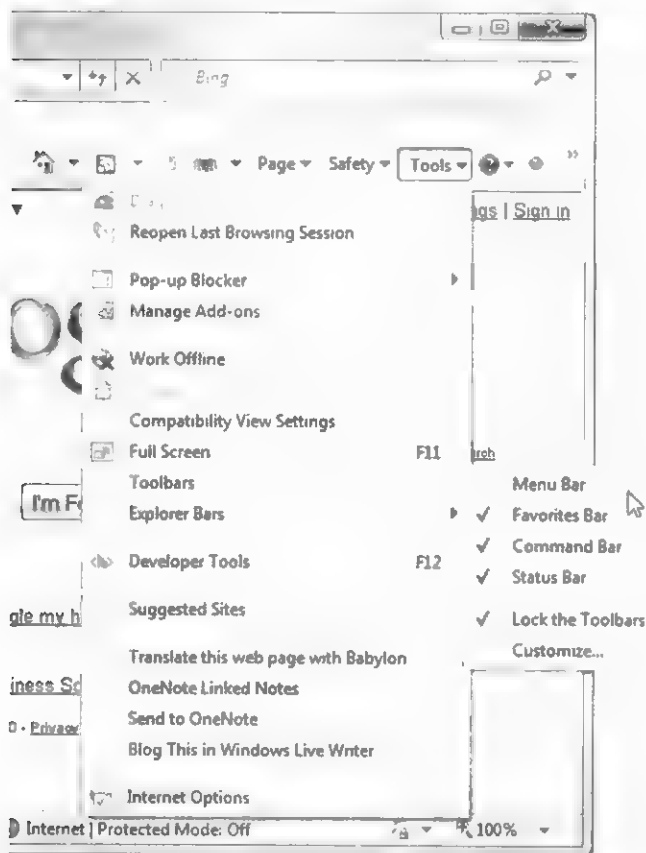 Bing
Page Safety Tools
gs | Sign in
Reopen Last Browsing Session
Pop-up Blocker
Manage Add-ons
Work Offline
Compatibility View Settings
Full Screen F11
Toolbars
Menu Bar
I'm F
Explorer Bars
Favorites Bar
Command Bar
Developer Tools F12
Status Bar
Suggested Sites
Lock the Toolbars
gle my h
Customize...
Translate this web page with Babylon
iness So
OneNote Linked Notes
Send to OneNote
0 - Privacy
Blog This in Windows Live Writer
Internet Options
Internet | Protected Mode: Off 100%